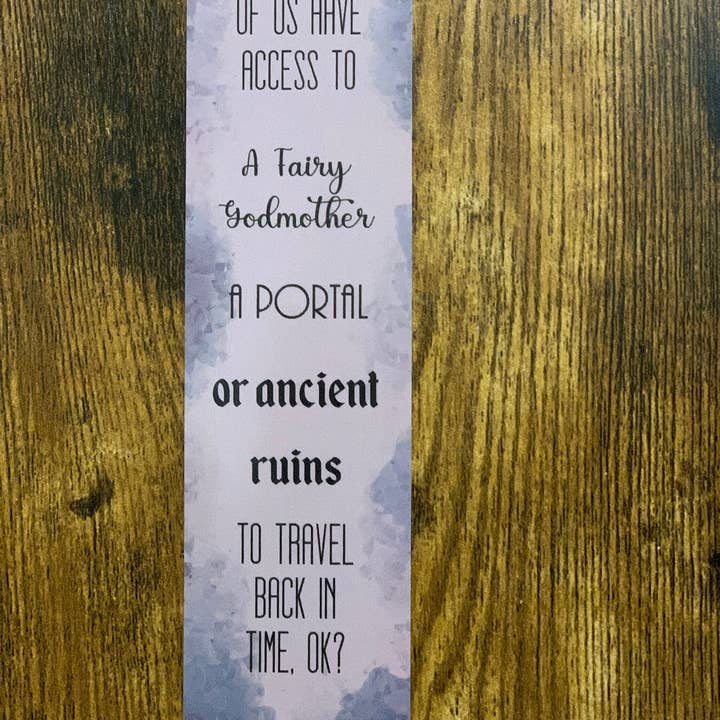 OF US HAVE
ACCESS TO
A Fairy
Godmother
A PORTAL
or ancient
ruins
TO TRAVEL
BACK IN
TIME, OK?